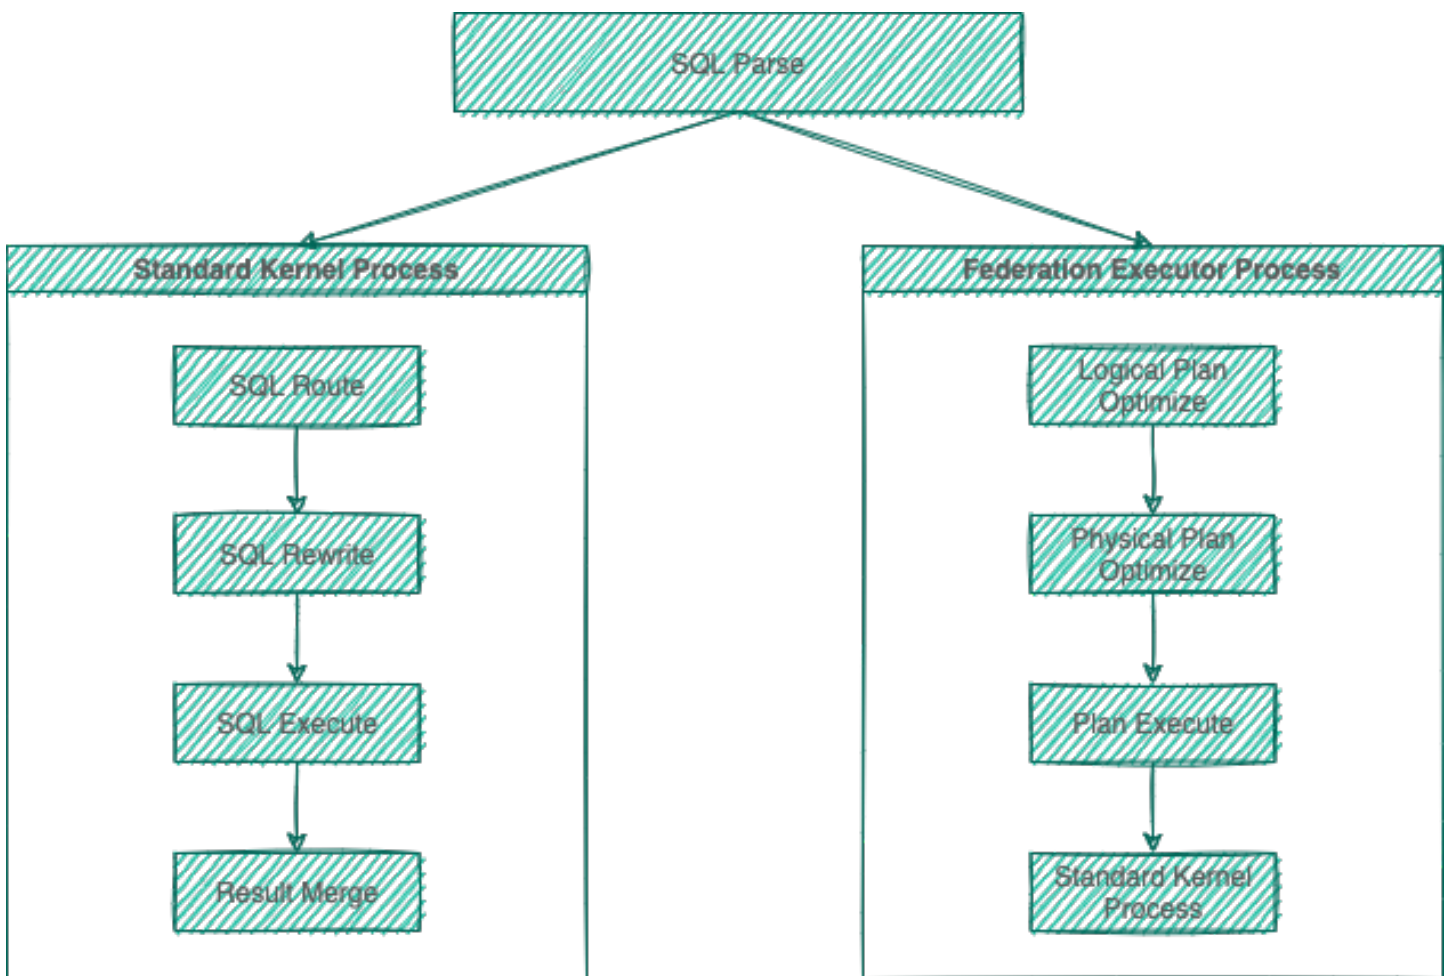 SQL Parse
Standard Kernel Process
SQL Route
SQL Rewrite
SQL Execute
Result Merge
Federation Executor Process
Logical Plan
Optimize
Physical Plan
Optimize
Plan Execute
Standard Kernel
Process